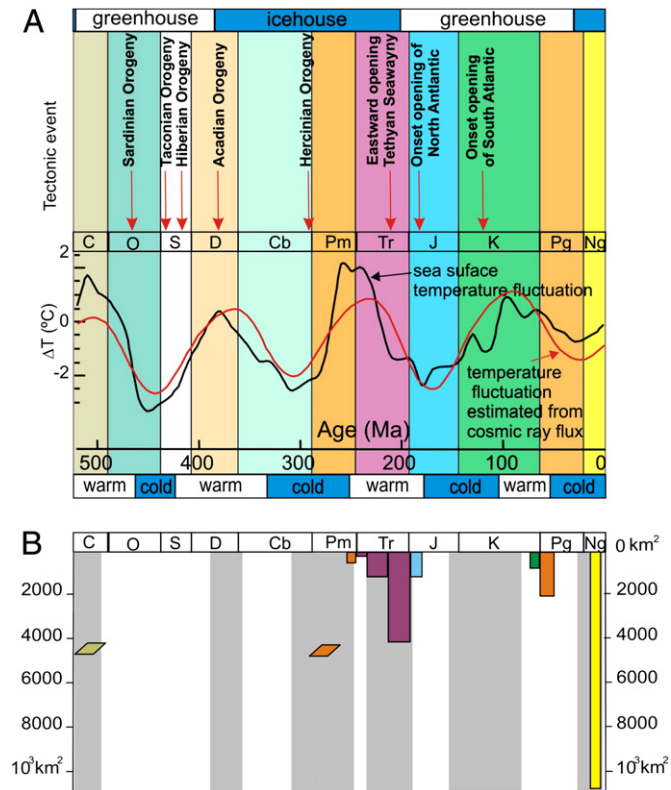 A
greenhouse
icehouse
greenhouse
Tectonic event
Sardinian Orogeny
Taconian Orogeny
Hiberian Orogeny
Acadian Orogeny
Hercinian Orogeny
Eastward opening
Tethyan Seawayny
Onset opening of
North Antlantic
Onset opening
of South Atlantic
C O S D Cb Pm Tr J K Pg Ng
2
0
-2
ΔT (ºC)
sea suface
temperature fluctuation
temperature
fluctuation
estimated from
cosmic ray flux
Age (Ma)
500 400 300 200 100 0
warm cold warm cold warm cold warm cold
B
C O S D Cb Pm Tr J K Pg Ng
0 km²
2000 2000
4000 4000
6000 6000
8000 8000
10³km² 10³km²